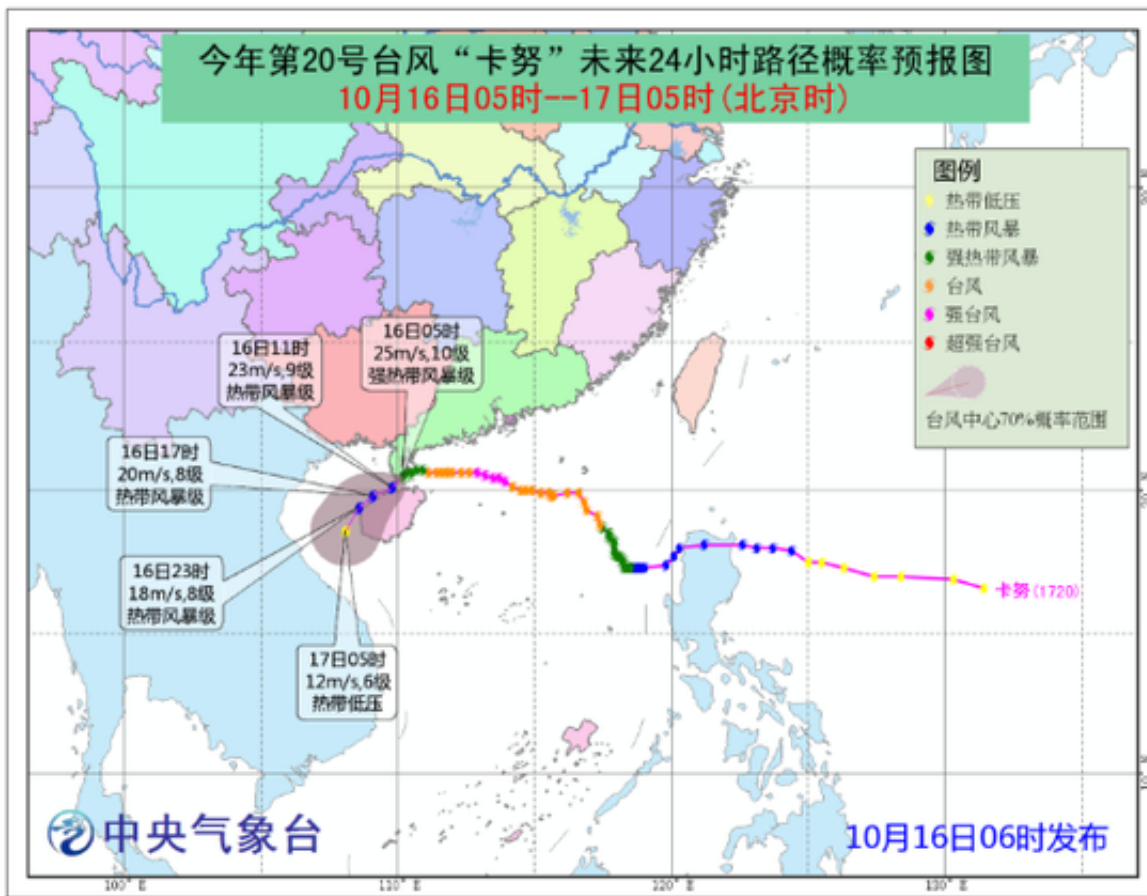 今年第20号台风“卡努”未来24小时路径概率预报图
10月16日05时--17日05时(北京时)
图例
热带低压
热带风暴
强热带风暴
台风
强台风
超强台风
台风中心70%概率范围
16日05时
25m/s,10级
强热带风暴级
16日11时
23m/s,9级
热带风暴级
16日17时
20m/s,8级
热带风暴级
16日23时
18m/s,8级
热带风暴级
17日05时
12m/s,6级
热带低压
卡努(1720)
中央气象台
10月16日06时发布
100° E
110° E
120° E
130° E